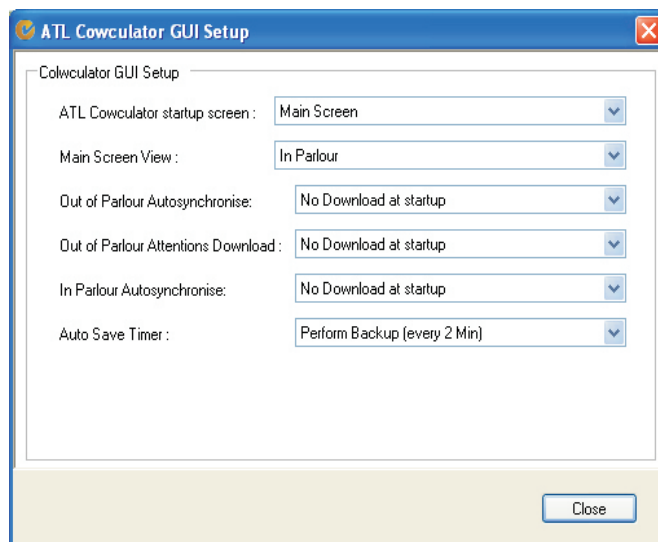 ATL Cowculator GUI Setup
Colwculator GUI Setup
ATL Cowculator startup screen : Main Screen
Main Screen View : In Parlour
Out of Parlour Autosynchronise: No Download at startup
Out of Parlour Attentions Download : No Download at startup
In Parlour Autosynchronise: No Download at startup
Auto Save Timer : Perform Backup (every 2 Min)
Close